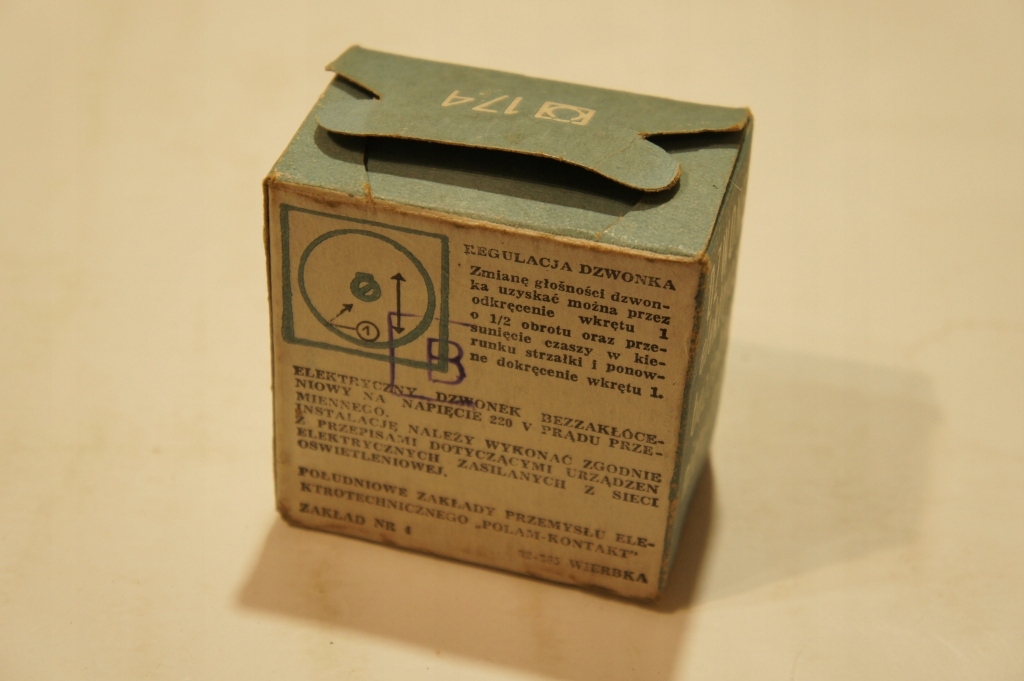 17.4
REGULACJA DZWONKA
Zmianę głośności dzwon-
ka uzyskać można przez
odkręcenie wkrętu 1
o 1/2 obrotu oraz prze-
sunięcie czaszy w kie-
runku strzałki i ponow-
ne dokręcenie wkrętu 1.
1
B
ELEKTRYCZNY DZWONEK BEZZAKŁÓCE-
NIOWY NA NAPIĘCIE 220 V PRĄDU PRZE-
MIENNEGO.
INSTALACJĘ NALEŻY WYKONAĆ ZGODNIE
Z PRZEPISAMI DOTYCZĄCYMI URZĄDZEŃ
ELEKTRYCZNYCH ZASILANYCH Z SIECI
OŚWIETLENIOWEJ.
POŁUDNIOWE ZAKŁADY PRZEMYSŁU ELE-
KTROTECHNICZNEGO „POLAM-KONTAKT"
ZAKŁAD NR 4
WIERBKA